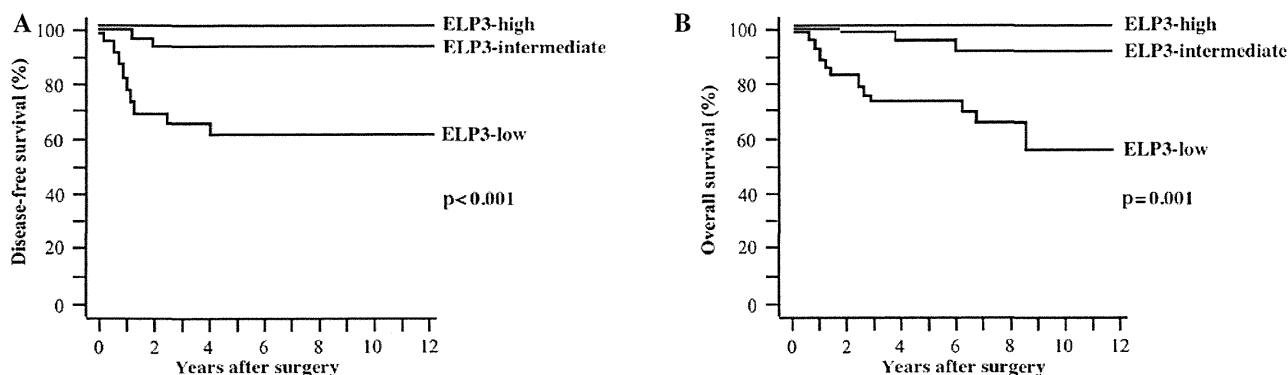 A
Disease-free survival (%)
100
80
60
40
20
0
ELP3-high
ELP3-intermediate
ELP3-low
p<0.001
0 2 4 6 8 10 12
Years after surgery
B
Overall survival (%)
100
80
60
40
20
0
ELP3-high
ELP3-intermediate
ELP3-low
p=0.001
0 2 4 6 8 10 12
Years after surgery